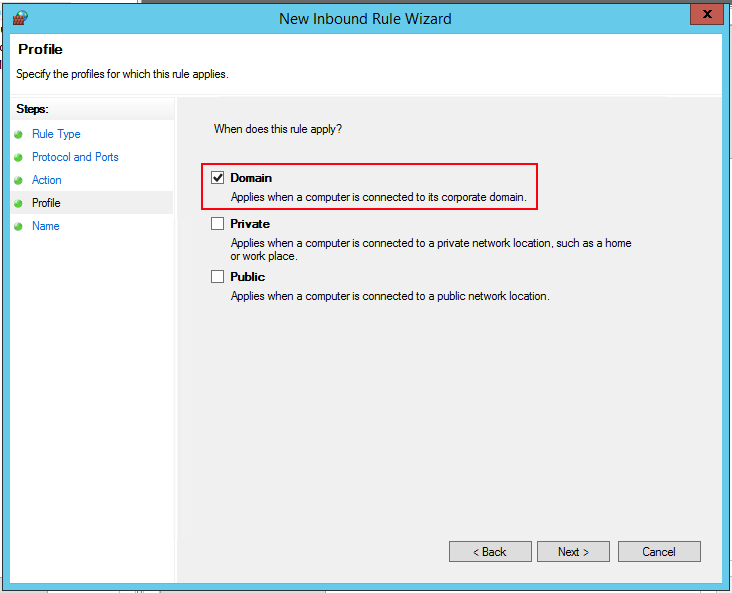 New Inbound Rule Wizard
x
Profile
Specify the profiles for which this rule applies.
Steps:
Rule Type
Protocol and Ports
Action
Profile
Name
When does this rule apply?
Domain
Applies when a computer is connected to its corporate domain.
Private
Applies when a computer is connected to a private network location, such as a home
or work place.
Public
Applies when a computer is connected to a public network location.
< Back
Next >
Cancel